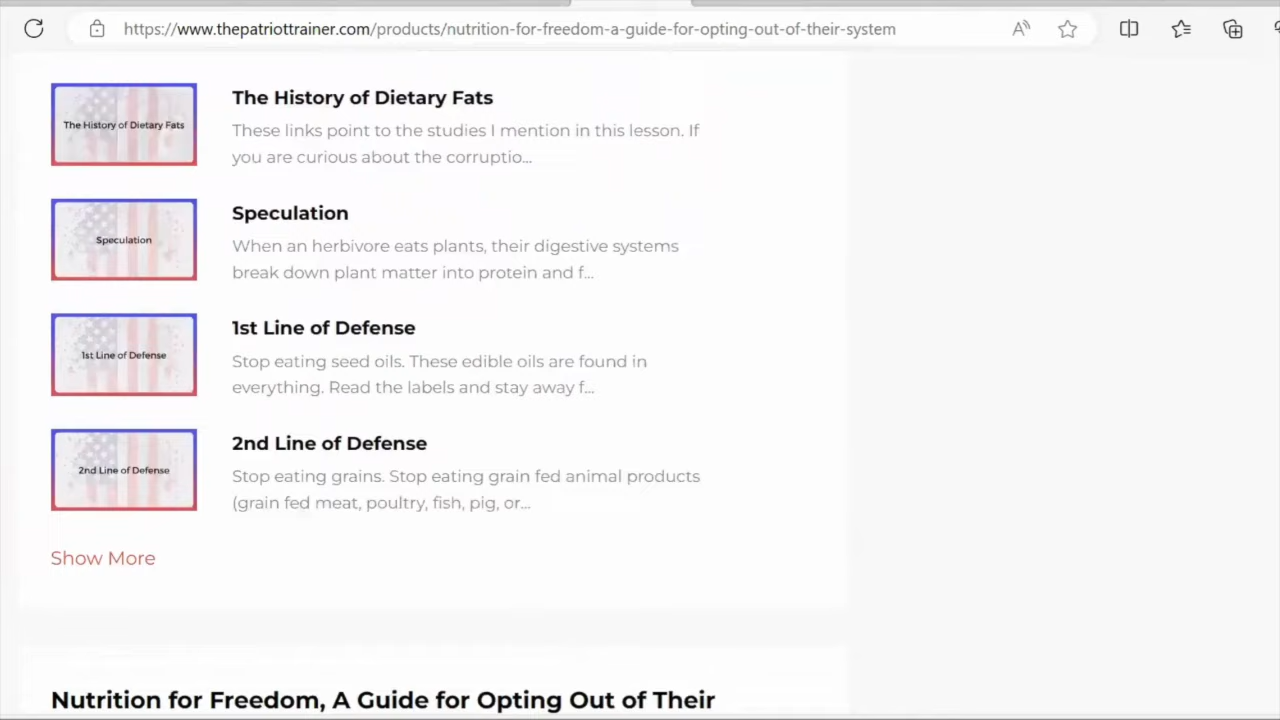 https://www.thepatriottrainer.com/products/nutrition-for-freedom-a-guide-for-opting-out-of-their-system
The History of Dietary Fats
The History of Dietary Fats
These links point to the studies I mention in this lesson. If
you are curious about the corruptio...
Speculation
Speculation
When an herbivore eats plants, their digestive systems
break down plant matter into protein and f...
1st Line of Defense
1st Line of Defense
Stop eating seed oils. These edible oils are found in
everything. Read the labels and stay away f...
2nd Line of Defense
2nd Line of Defense
Stop eating grains. Stop eating grain fed animal products
(grain fed meat, poultry, fish, pig, or...
Show More
Nutrition for Freedom, A Guide for Opting Out of Their